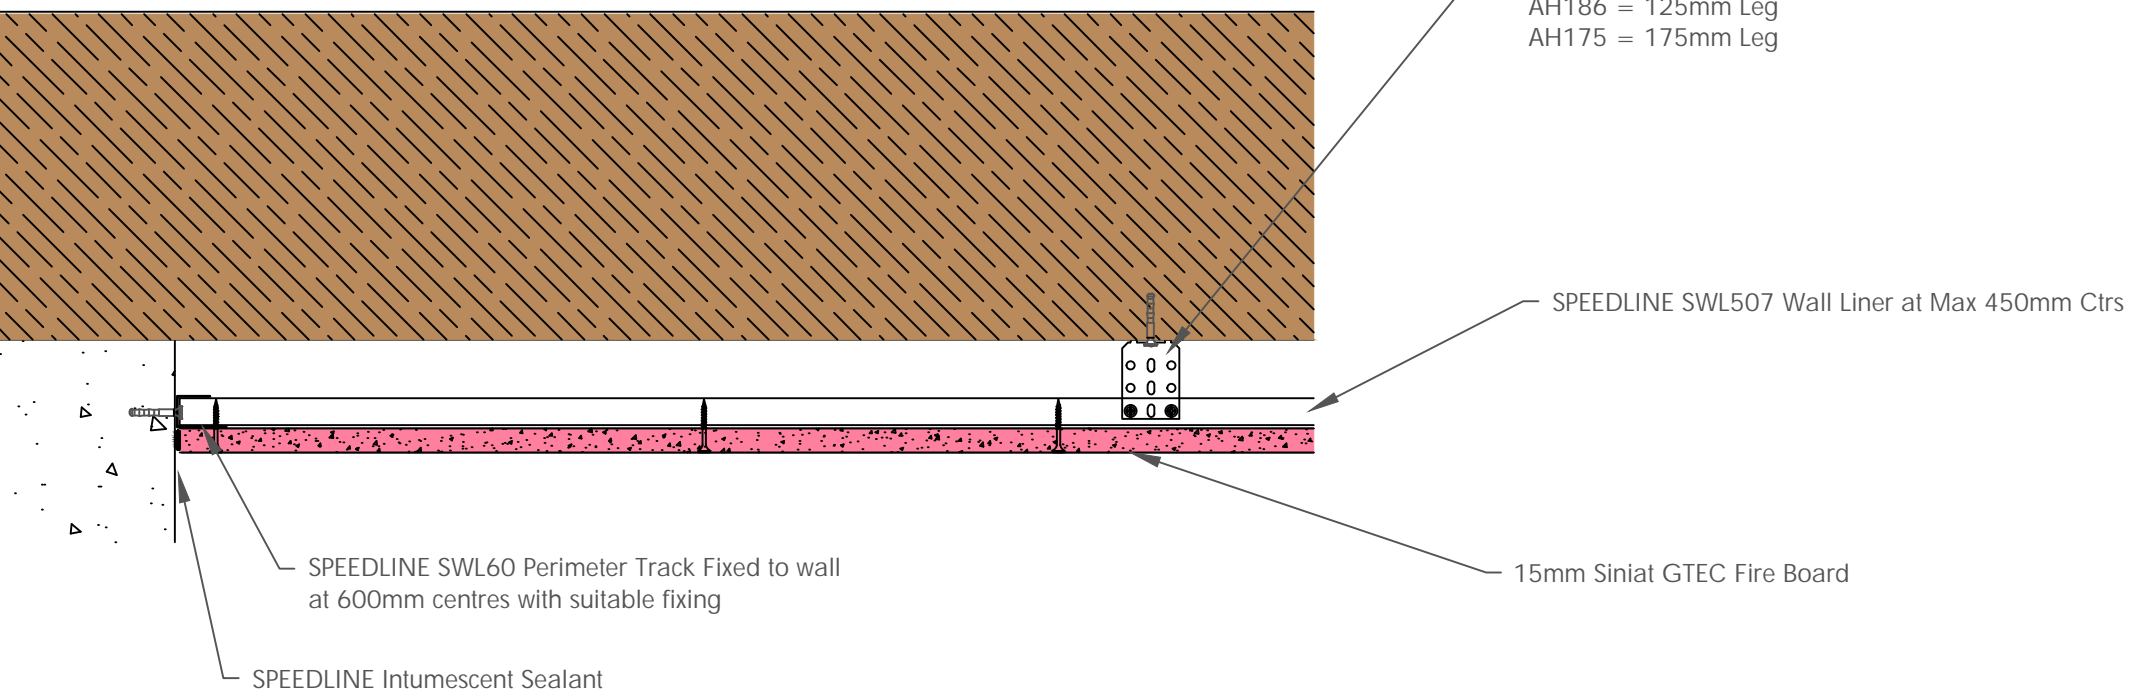 AH186 = 125mm Leg
AH175 = 175mm Leg
SPEEDLINE SWL507 Wall Liner at Max 450mm Ctrs
SPEEDLINE SWL60 Perimeter Track Fixed to wall
at 600mm centres with suitable fixing
15mm Siniat GTEC Fire Board
SPEEDLINE Intumescent Sealant